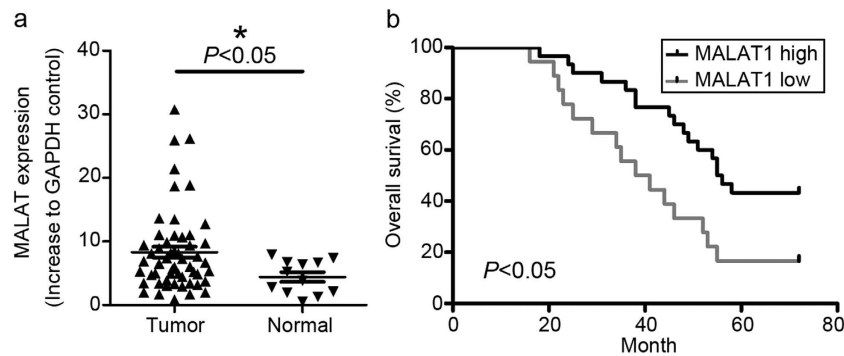 a
*
P<0.05
MALAT expression
(Increase to GAPDH control)
40
30
20
10
0
Tumor
Normal
b
MALAT1 high
MALAT1 low
Overall surival (%)
100
80
60
40
20
0
P<0.05
0
20
40
60
80
Month